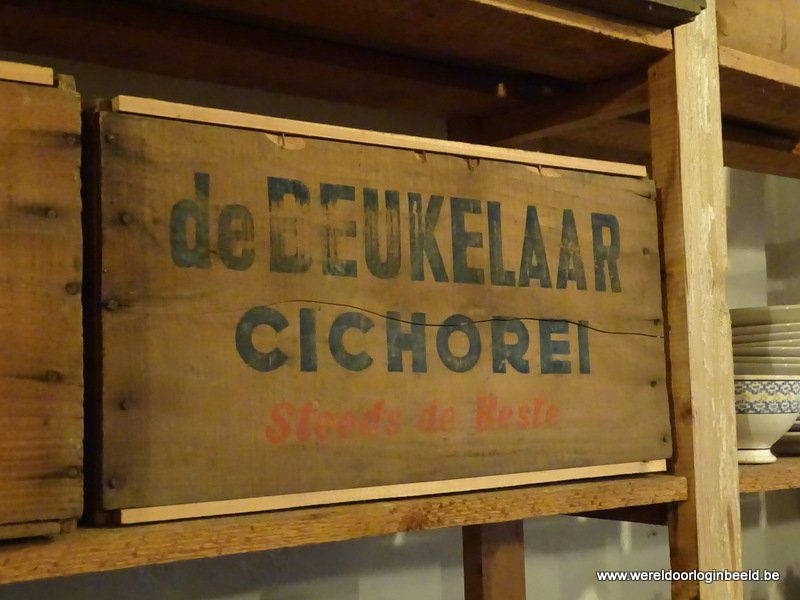 de BEUKELAAR
CICHOREI
Steeds de Beste
www.wereldoorloginbeeld.be